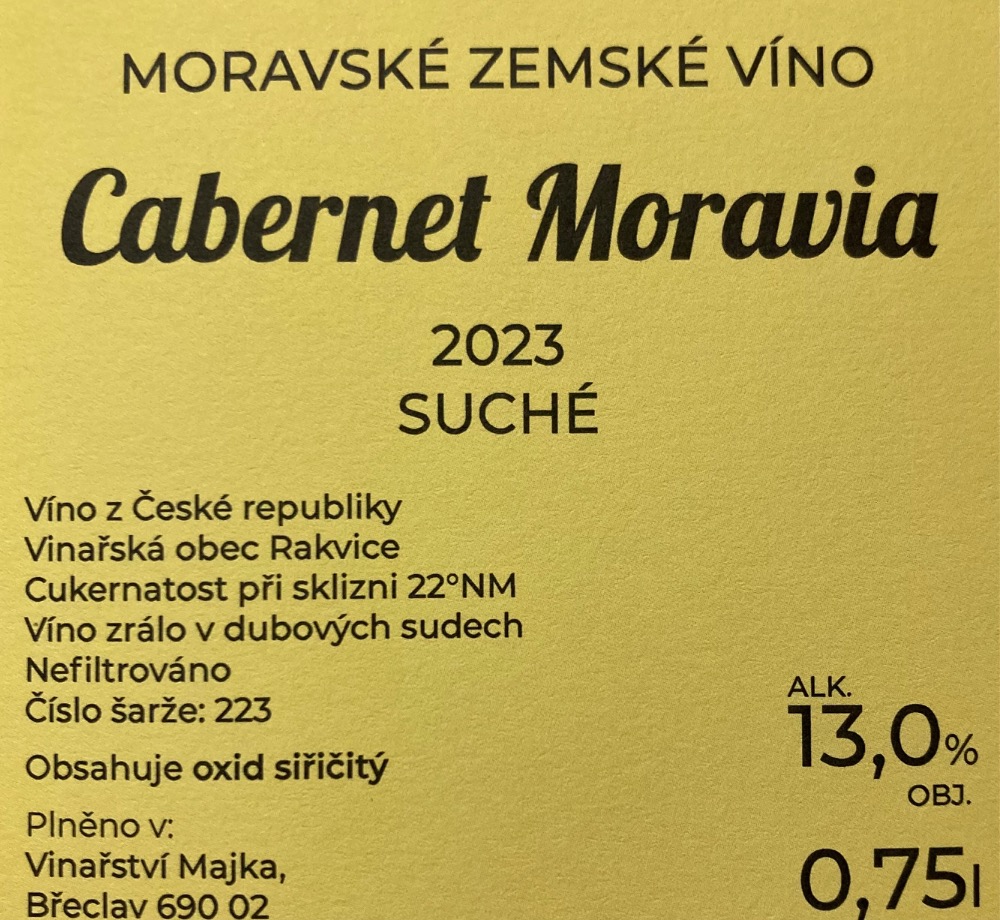 MORAVSKÉ ZEMSKÉ VÍNO
Cabernet Moravia
2023
SUCHÉ
Víno z České republiky
Vinařská obec Rakvice
Cukernatost při sklizni 22°NM
Víno zrálo v dubových sudech
Nefiltrováno
Číslo šarže: 223
Obsahuje oxid siřičitý
Plněno v:
Vinařství Majka,
Břeclav 690 02
ALK.
13,0%
OBJ.
0,75l